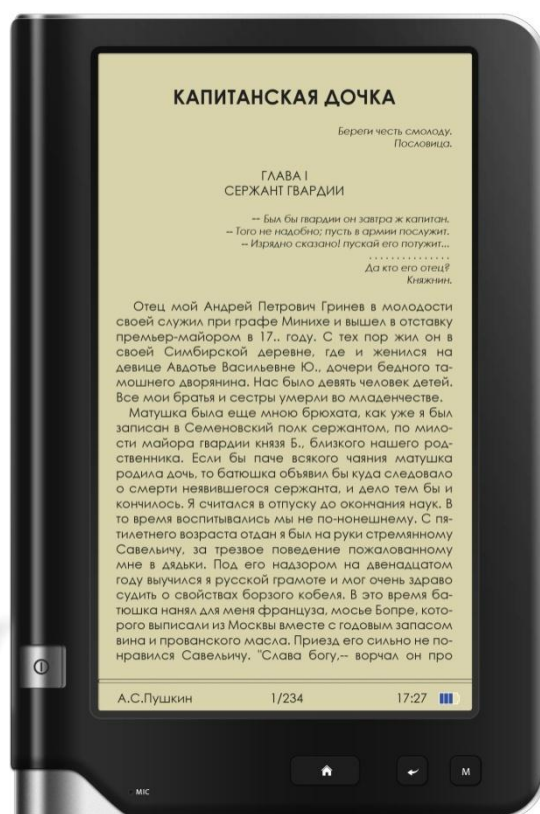 КАПИТАНСКАЯ ДОЧКА
Береги честь смолоду.
Пословица.
ГЛАВА I
СЕРЖАНТ ГВАРДИИ
-- Был бы гвардии он завтра ж капитан.
-- Того не надобно; пусть в армии послужит.
-- Изрядно сказано! пускай его потужит...
. . . . . . . . . . . . . . .
Да кто его отец?
Княжнин.
Отец мой Андрей Петрович Гринев в молодости
своей служил при графе Минихе и вышел в отставку
премьер-майором в 17.. году. С тех пор жил он в
своей Симбирской деревне, где и женился на
девице Авдотье Васильевне Ю., дочери бедного та-
мошнего дворянина. Нас было девять человек детей.
Все мои братья и сестры умерли во младенчестве.
Матушка была еще мною брюхата, как уже я был
записан в Семеновский полк сержантом, по мило-
сти майора гвардии князя Б., близкого нашего род-
ственника. Если бы паче всякого чаяния матушка
родила дочь, то батюшка объявил бы куда следовало
о смерти неявившегося сержанта, и дело тем бы и
кончилось. Я считался в отпуску до окончания наук. В
то время воспитывались мы не по-нонешнему. С пя-
тилетнего возраста отдан я был на руки стремянному
Савельичу, за трезвое поведение пожалованному
мне в дядьки. Под его надзором на двенадцатом
году выучился я русской грамоте и мог очень здраво
судить о свойствах борзого кобеля. В это время ба-
тюшка нанял для меня француза, мосье Бопре, кото-
рого выписали из Москвы вместе с годовым запасом
вина и прованского масла. Приезд его сильно не по-
нравился Савельичу. "Слава богу,-- ворчал он про
А.С.Пушкин 1/234 17:27
M
MIC